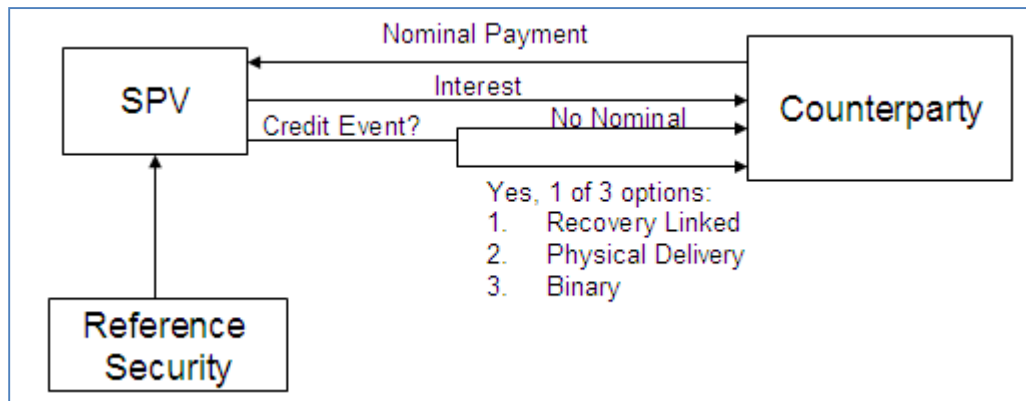 Nominal Payment
SPV
Interest
Counterparty
Credit Event?
No Nominal
Yes, 1 of 3 options:
1. Recovery Linked
2. Physical Delivery
3. Binary
Reference
Security